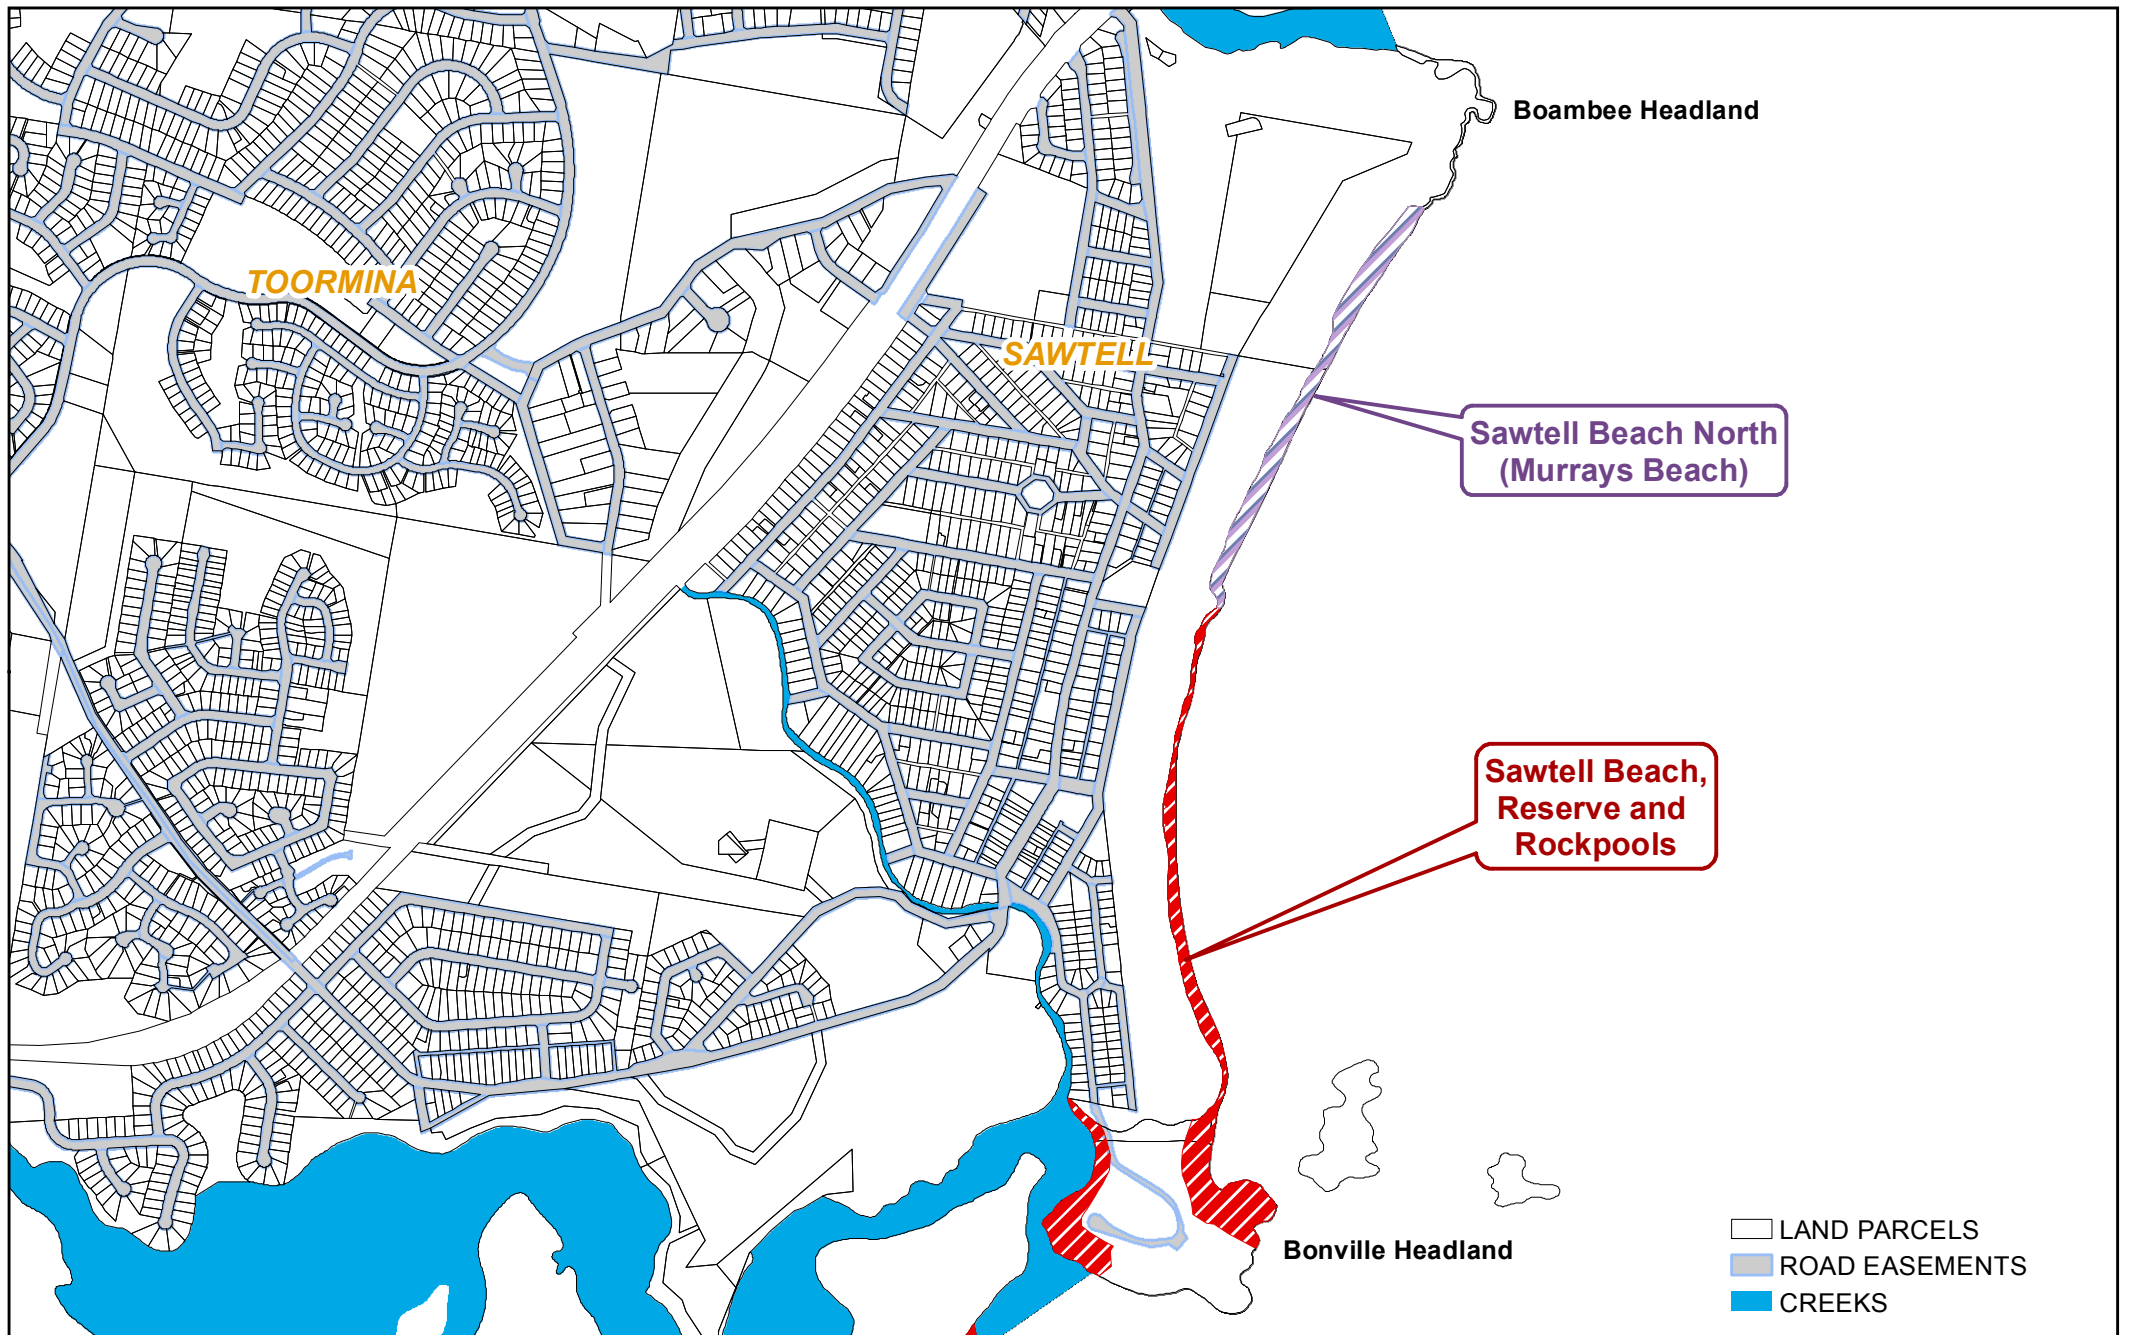 Boambee Headland
TOORMINA
SAWTELL
Sawtell Beach North
(Murrays Beach)
Sawtell Beach,
Reserve and
Rockpools
Bonville Headland
LAND PARCELS
ROAD EASEMENTS
CREEKS